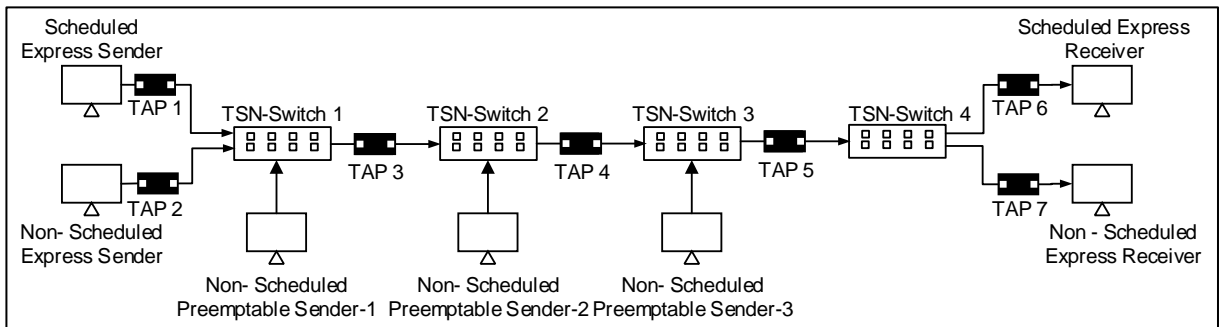 Scheduled
Express Sender
TAP 1
Non- Scheduled
Express Sender
TAP 2
TSN-Switch 1
TAP 3
Non- Scheduled
Preemptable Sender-1
TSN-Switch 2
TAP 4
Non- Scheduled
Preemptable Sender-2
TSN-Switch 3
TAP 5
Non- Scheduled
Preemptable Sender-3
TSN-Switch 4
Scheduled Express
Receiver
TAP 6
TAP 7
Non - Scheduled
Express Receiver